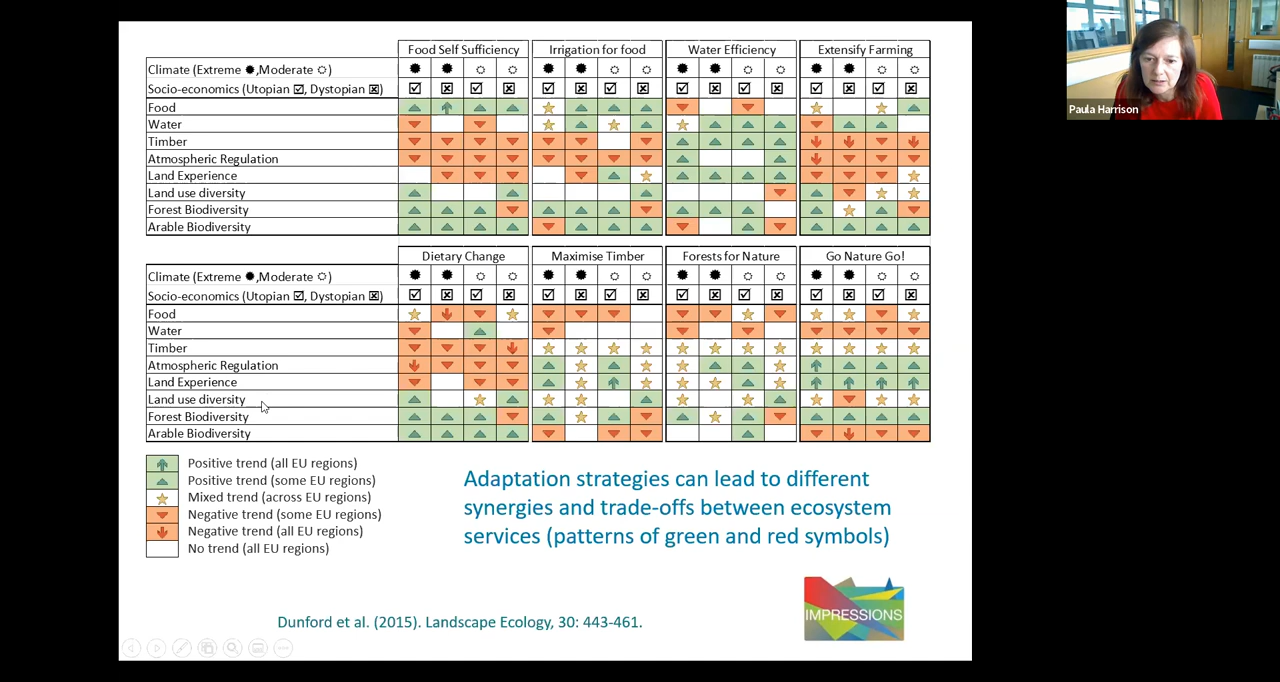 Food Self Sufficiency Irrigation for food Water Efficiency Extensify Farming
Climate (Extreme ✹,Moderate ☼)
Socio-economics (Utopian ☑, Dystopian ☒)
Food
Water
Timber
Atmospheric Regulation
Land Experience
Land use diversity
Forest Biodiversity
Arable Biodiversity
Dietary Change Maximise Timber Forests for Nature Go Nature Go!
Climate (Extreme ✹,Moderate ☼)
Socio-economics (Utopian ☑, Dystopian ☒)
Food
Water
Timber
Atmospheric Regulation
Land Experience
Land use diversity
Forest Biodiversity
Arable Biodiversity
Positive trend (all EU regions)
Positive trend (some EU regions)
Mixed trend (across EU regions)
Negative trend (some EU regions)
Negative trend (all EU regions)
No trend (all EU regions)
Adaptation strategies can lead to different
synergies and trade-offs between ecosystem
services (patterns of green and red symbols)
IMPRESSIONS
Dunford et al. (2015). Landscape Ecology, 30: 443-461.
Paula Harrison